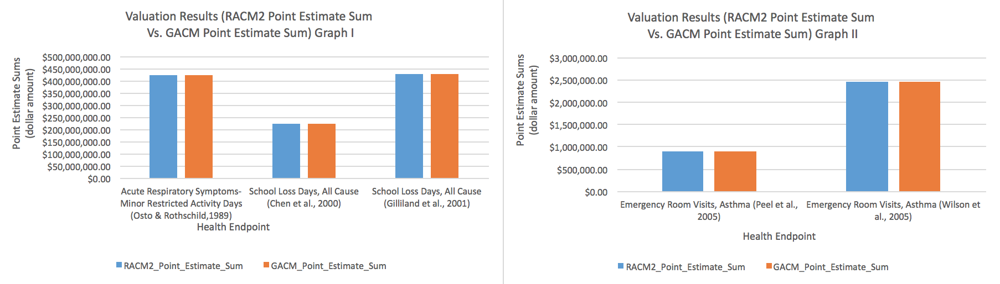 Valuation Results (RACM2 Point Estimate Sum
Vs. GACM Point Estimate Sum) Graph I
Point Estimate Sums
(dollar amount)
$500,000,000.00
$450,000,000.00
$400,000,000.00
$350,000,000.00
$300,000,000.00
$250,000,000.00
$200,000,000.00
$150,000,000.00
$100,000,000.00
$50,000,000.00
$0.00
Acute Respiratory Symptoms-
Minor Restricted Activity Days
(Osto & Rothschild,1989)
School Loss Days, All Cause
(Chen et al., 2000)
School Loss Days, All Cause
(Gilliland et al., 2001)
Health Endpoint
RACM2_Point_Estimate_Sum
GACM_Point_Estimate_Sum
Valuation Results (RACM2 Point Estimate Sum
Vs. GACM Point Estimate Sum) Graph II
Point Estimate Sums
(dollar amount)
$3,000,000.00
$2,500,000.00
$2,000,000.00
$1,500,000.00
$1,000,000.00
$500,000.00
$0.00
Emergency Room Visits, Asthma (Peel et al.,
2005)
Emergency Room Visits, Asthma (Wilson et
al., 2005)
Health Endpoint
RACM2_Point_Estimate_Sum
GACM_Point_Estimate_Sum